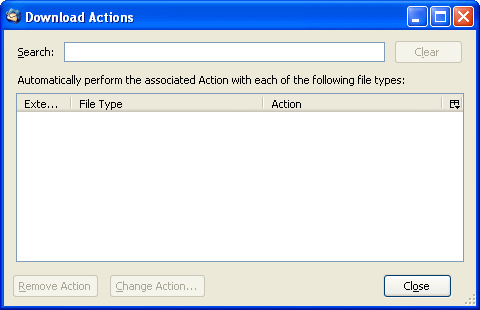 Download Actions
Search: Clear
Automatically perform the associated Action with each of the following file types:
Exte... File Type Action
Remove Action Change Action... Close